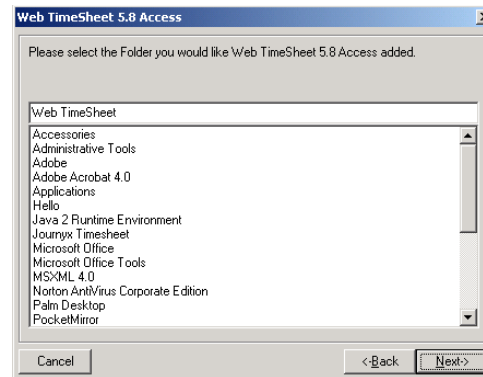 Web TimeSheet 5.8 Access
Please select the Folder you would like Web TimeSheet 5.8 Access added.
Web TimeSheet
Accessories
Administrative Tools
Adobe
Adobe Acrobat 4.0
Applications
Hello
Java 2 Runtime Environment
Journyx Timesheet
Microsoft Office
Microsoft Office Tools
MSXML 4.0
Norton AntiVirus Corporate Edition
Palm Desktop
PocketMirror
Cancel
<-Back
Next->